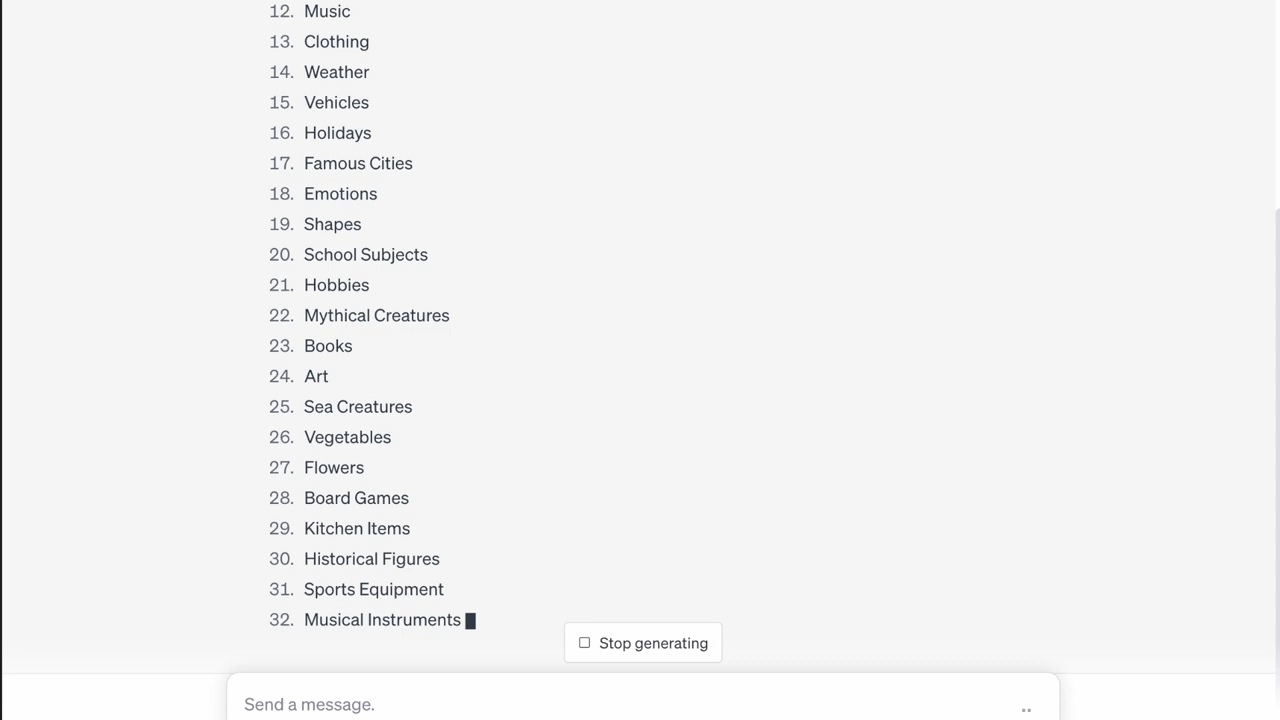 12. Music
13. Clothing
14. Weather
15. Vehicles
16. Holidays
17. Famous Cities
18. Emotions
19. Shapes
20. School Subjects
21. Hobbies
22. Mythical Creatures
23. Books
24. Art
25. Sea Creatures
26. Vegetables
27. Flowers
28. Board Games
29. Kitchen Items
30. Historical Figures
31. Sports Equipment
32. Musical Instruments
Stop generating
Send a message.